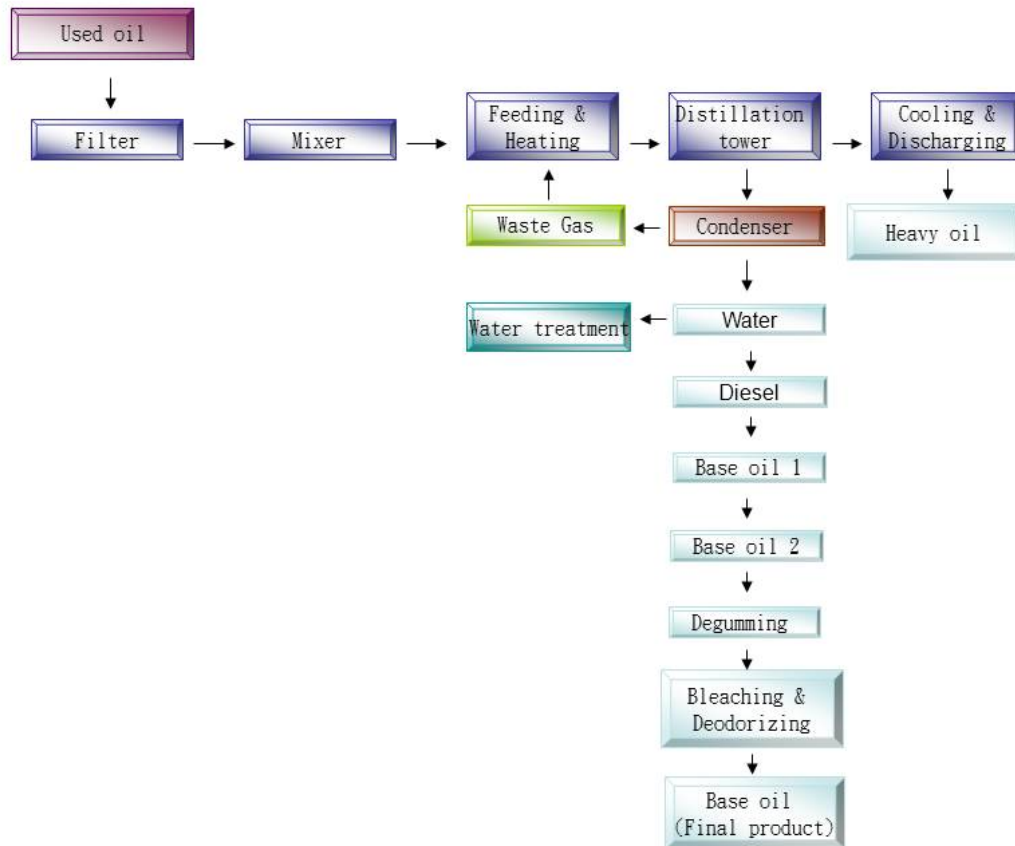 Used oil
Filter
Mixer
Feeding &
Heating
Distillation
tower
Cooling &
Discharging
Waste Gas
Condenser
Heavy oil
Water treatment
Water
Diesel
Base oil 1
Base oil 2
Degumming
Bleaching &
Deodorizing
Base oil
(Final product)